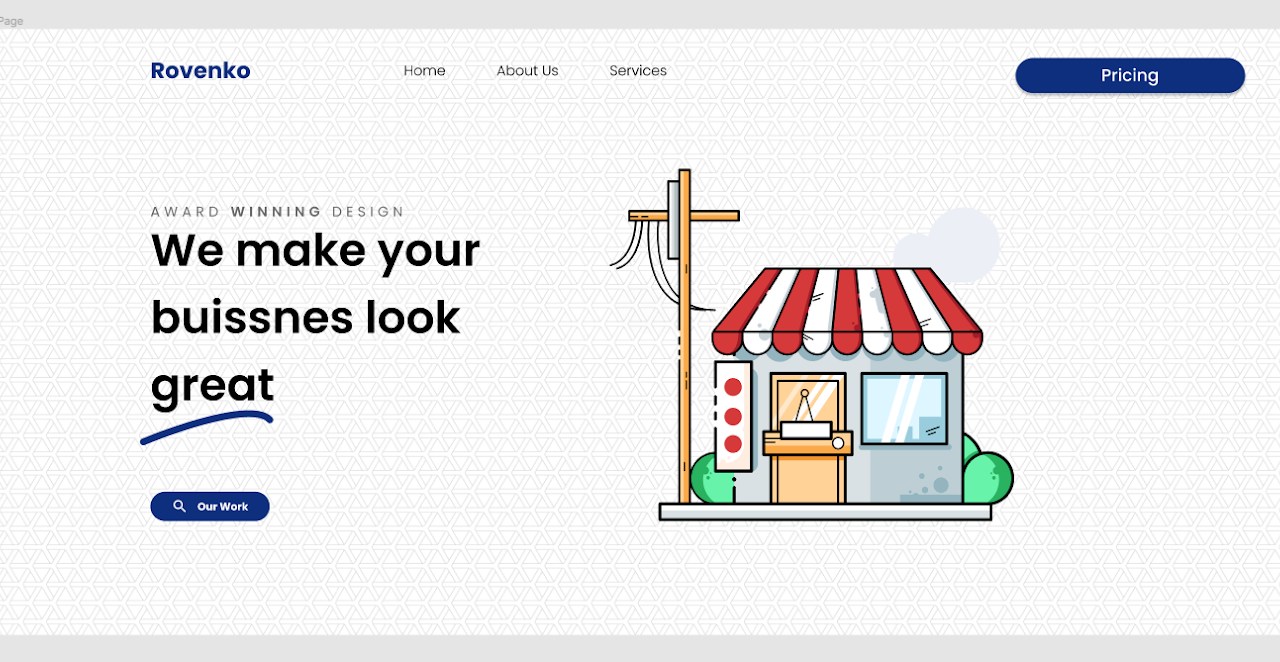 Page
Rovenko
Home
About Us
Services
Pricing
AWARD WINNING DESIGN
We make your
buissnes look
great
Our Work